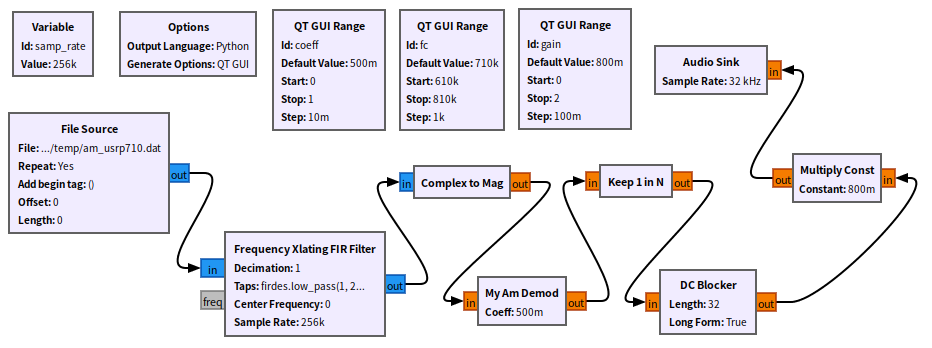 Variable
Id: samp_rate
Value: 256k
Options
Output Language: Python
Generate Options: QT GUI
QT GUI Range
Id: coeff
Default Value: 500m
Start: 0
Stop: 1
Step: 10m
QT GUI Range
Id: fc
Default Value: 710k
Start: 610k
Stop: 810k
Step: 1k
QT GUI Range
Id: gain
Default Value: 800m
Start: 0
Stop: 2
Step: 100m
Audio Sink
Sample Rate: 32 kHz
in
File Source
File: .../temp/am_usrp710.dat
Repeat: Yes
Add begin tag: ()
Offset: 0
Length: 0
out
in
freq
Frequency Xlating FIR Filter
Decimation: 1
Taps: firdes.low_pass(1, 2...
Center Frequency: 0
Sample Rate: 256k
out
in
Complex to Mag
out
in
My Am Demod
Coeff: 500m
out
in
Keep 1 in N
out
in
DC Blocker
Length: 32
Long Form: True
out
out
Multiply Const
Constant: 800m
in